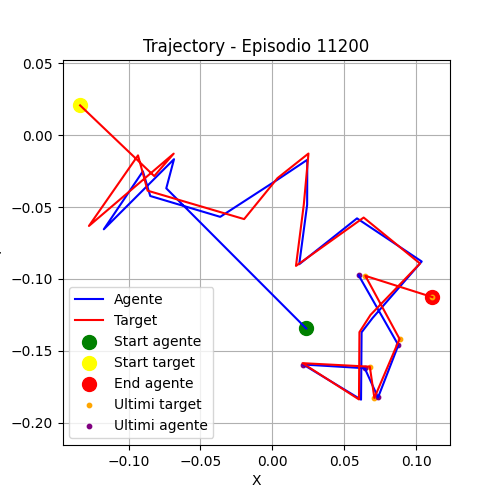 Trajectory - Episodio 11200
0.05
0.00
−0.05
−0.10
−0.15
−0.20
Agente
Target
Start agente
Start target
End agente
Ultimi target
Ultimi agente
−0.10
−0.05
0.00
0.05
0.10
X